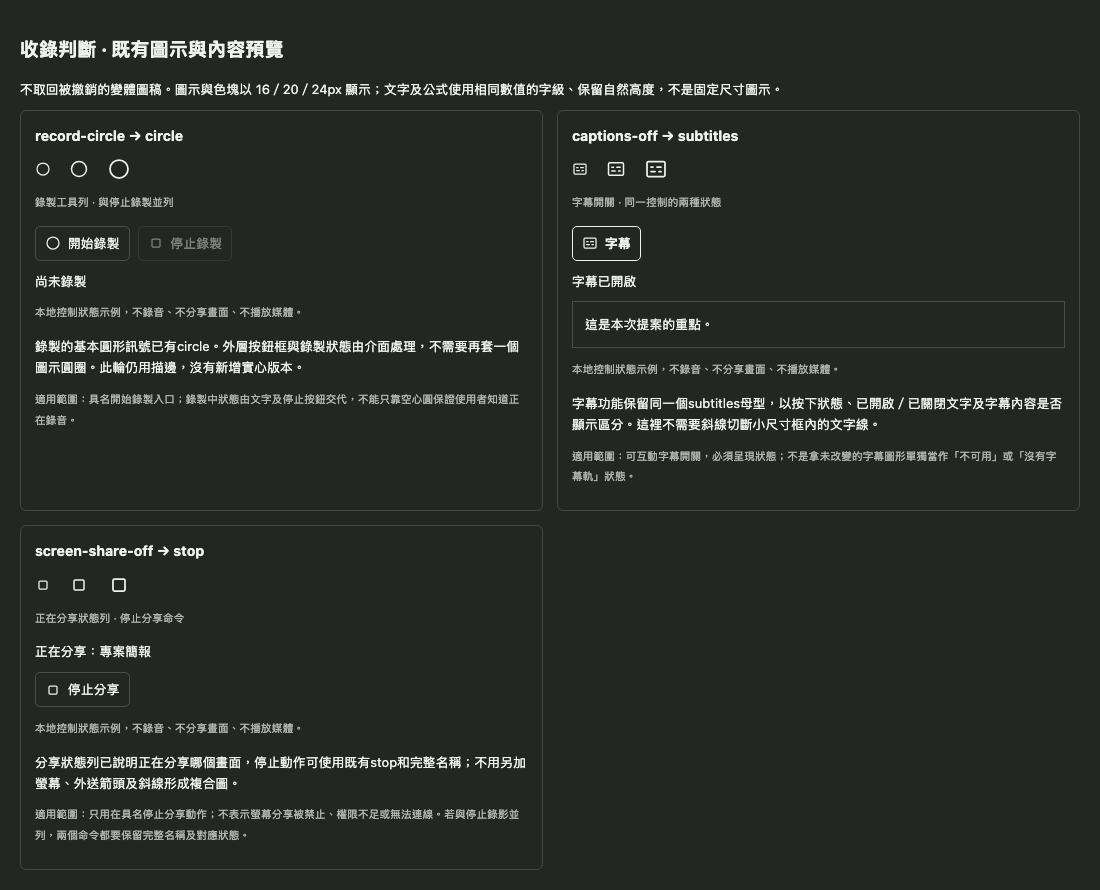 收錄判斷 · 既有圖示與內容預覽
不取回被撤銷的變體圖稿。圖示與色塊以 16 / 20 / 24px 顯示；文字及公式使用相同數值的字級、保留自然高度，不是固定尺寸圖示。
record-circle → circle
錄製工具列 · 與停止錄製並列
開始錄製 停止錄製
尚未錄製
本地控制狀態示例，不錄音、不分享畫面、不播放媒體。
錄製的基本圓形訊號已有circle。外層按鈕框與錄製狀態由介面處理，不需要再套一個
圖示圓圈。此輪仍用描邊，沒有新增實心版本。
適用範圍：具名開始錄製入口；錄製中狀態由文字及停止按鈕交代，不能只靠空心圓保證使用者知道正
在錄音。
captions-off → subtitles
字幕開關 · 同一控制的兩種狀態
字幕
字幕已開啟
這是本次提案的重點。
本地控制狀態示例，不錄音、不分享畫面、不播放媒體。
字幕功能保留同一個subtitles母型，以按下狀態、已開啟 / 已關閉文字及字幕內容是否
顯示區分。這裡不需要斜線切斷小尺寸框內的文字線。
適用範圍：可互動字幕開關，必須呈現狀態；不是拿未改變的字幕圖形單獨當作「不可用」或「沒有字
幕軌」狀態。
screen-share-off → stop
正在分享狀態列 · 停止分享命令
正在分享：專案簡報
停止分享
本地控制狀態示例，不錄音、不分享畫面、不播放媒體。
分享狀態列已說明正在分享哪個畫面，停止動作可使用既有stop和完整名稱；不用另加
螢幕、外送箭頭及斜線形成複合圖。
適用範圍：只用在具名停止分享動作；不表示螢幕分享被禁止、權限不足或無法連線。若與停止錄影並
列，兩個命令都要保留完整名稱及對應狀態。